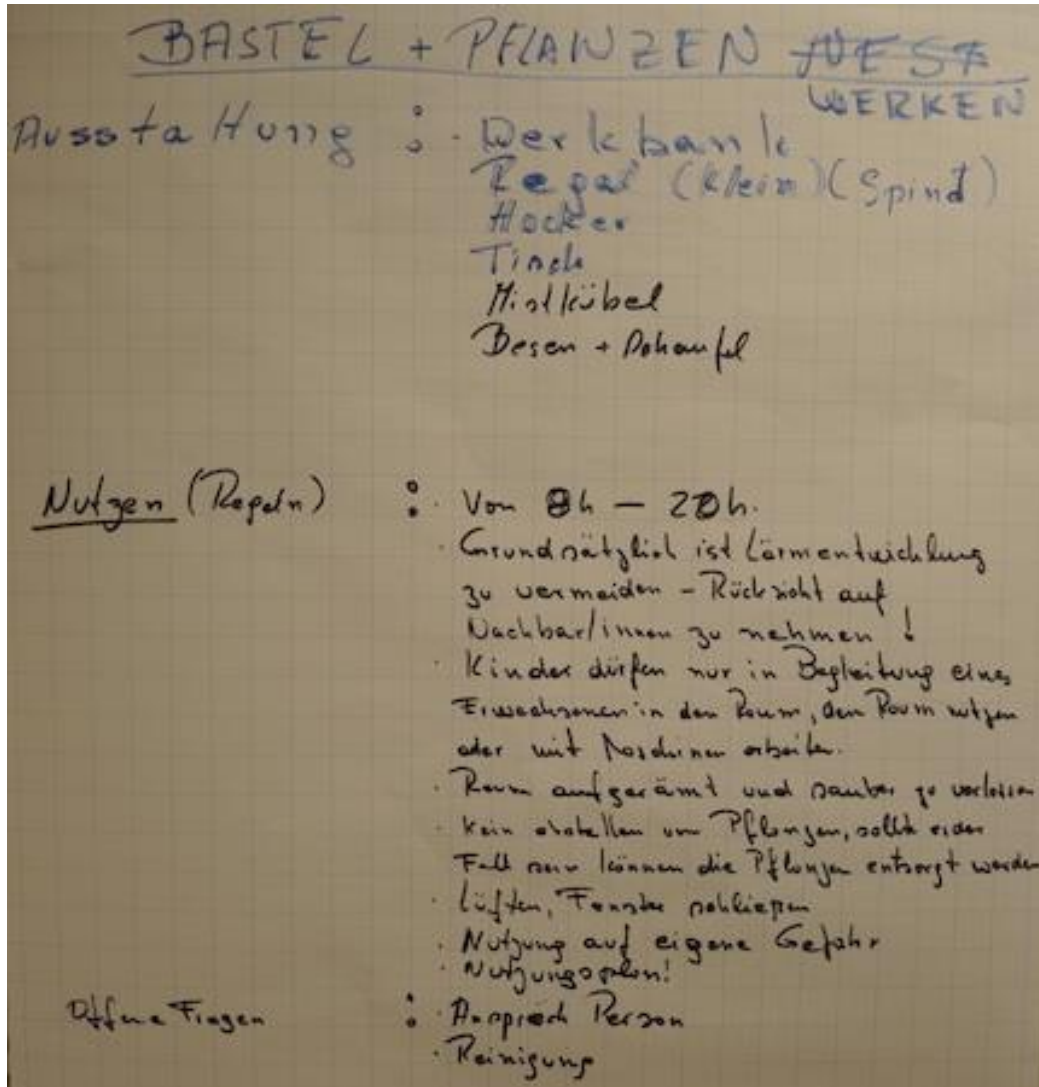 BASTEL + PFLANZEN NEST
WERKEN
Ausstattung : · Werkbank
Regal (klein) (Spind)
Hocker
Tisch
Mistkübel
Besen + Schaufel
Nutzen (Regeln) : · Von 8h – 20h.
· Grundsätzlich ist Lärmentwicklung
zu vermeiden – Rücksicht auf
Nachbar/innen zu nehmen !
· Kinder dürfen nur in Begleitung eines
Erwachsenen in den Raum, den Raum nutzen
oder mit Maschinen arbeiten.
· Raum aufgerämt und sauber zu verlassen
· Kein abstellen von Pflanzen, sollte es der
Fall sein können die Pflanzen entsorgt werden
· Lüften, Fenster schließen
· Nutzung auf eigene Gefahr
· Nutzungsplan!
Offene Fragen : · Ansprech Person
· Reinigung